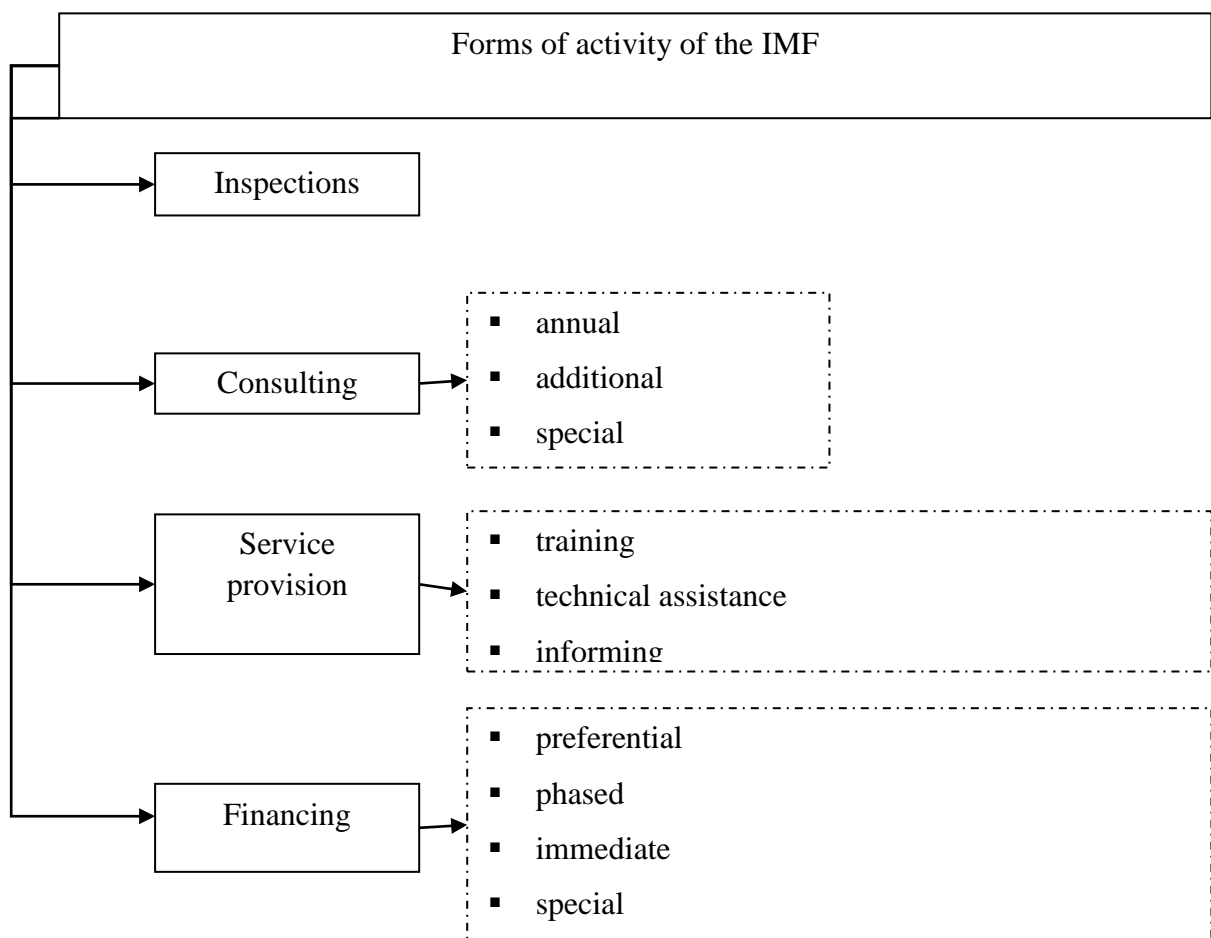 Forms of activity of the IMF
Inspections
Consulting
▪ annual
▪ additional
▪ special
Service
provision
▪ training
▪ technical assistance
▪ informing
Financing
▪ preferential
▪ phased
▪ immediate
▪ special